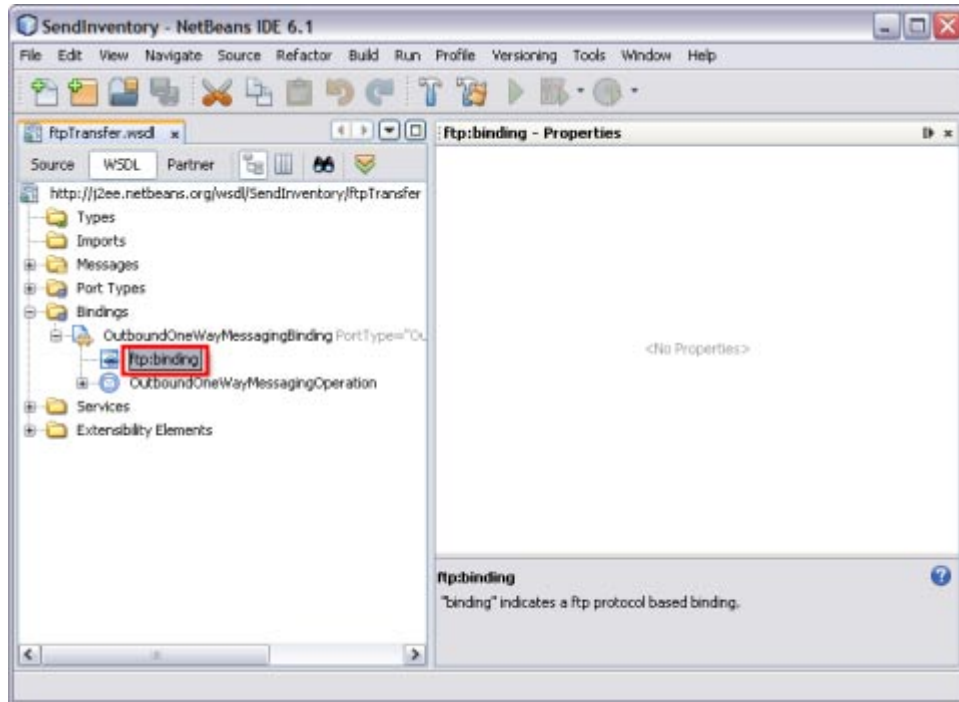 SendInventory - NetBeans IDE 6.1
File Edit View Navigate Source Refactor Build Run Profile Versioning Tools Window Help
ftpTransfer.wsdl
Source WSDL Partner
http://j2ee.netbeans.org/wsdl/SendInventory/ftpTransfer
Types
Imports
Messages
Port Types
Bindings
OutboundOneWayMessagingBinding PortType="Ou
ftp:binding
OutboundOneWayMessagingOperation
Services
Extensibility Elements
ftp:binding - Properties
<No Properties>
ftp:binding
"binding" indicates a ftp protocol based binding.